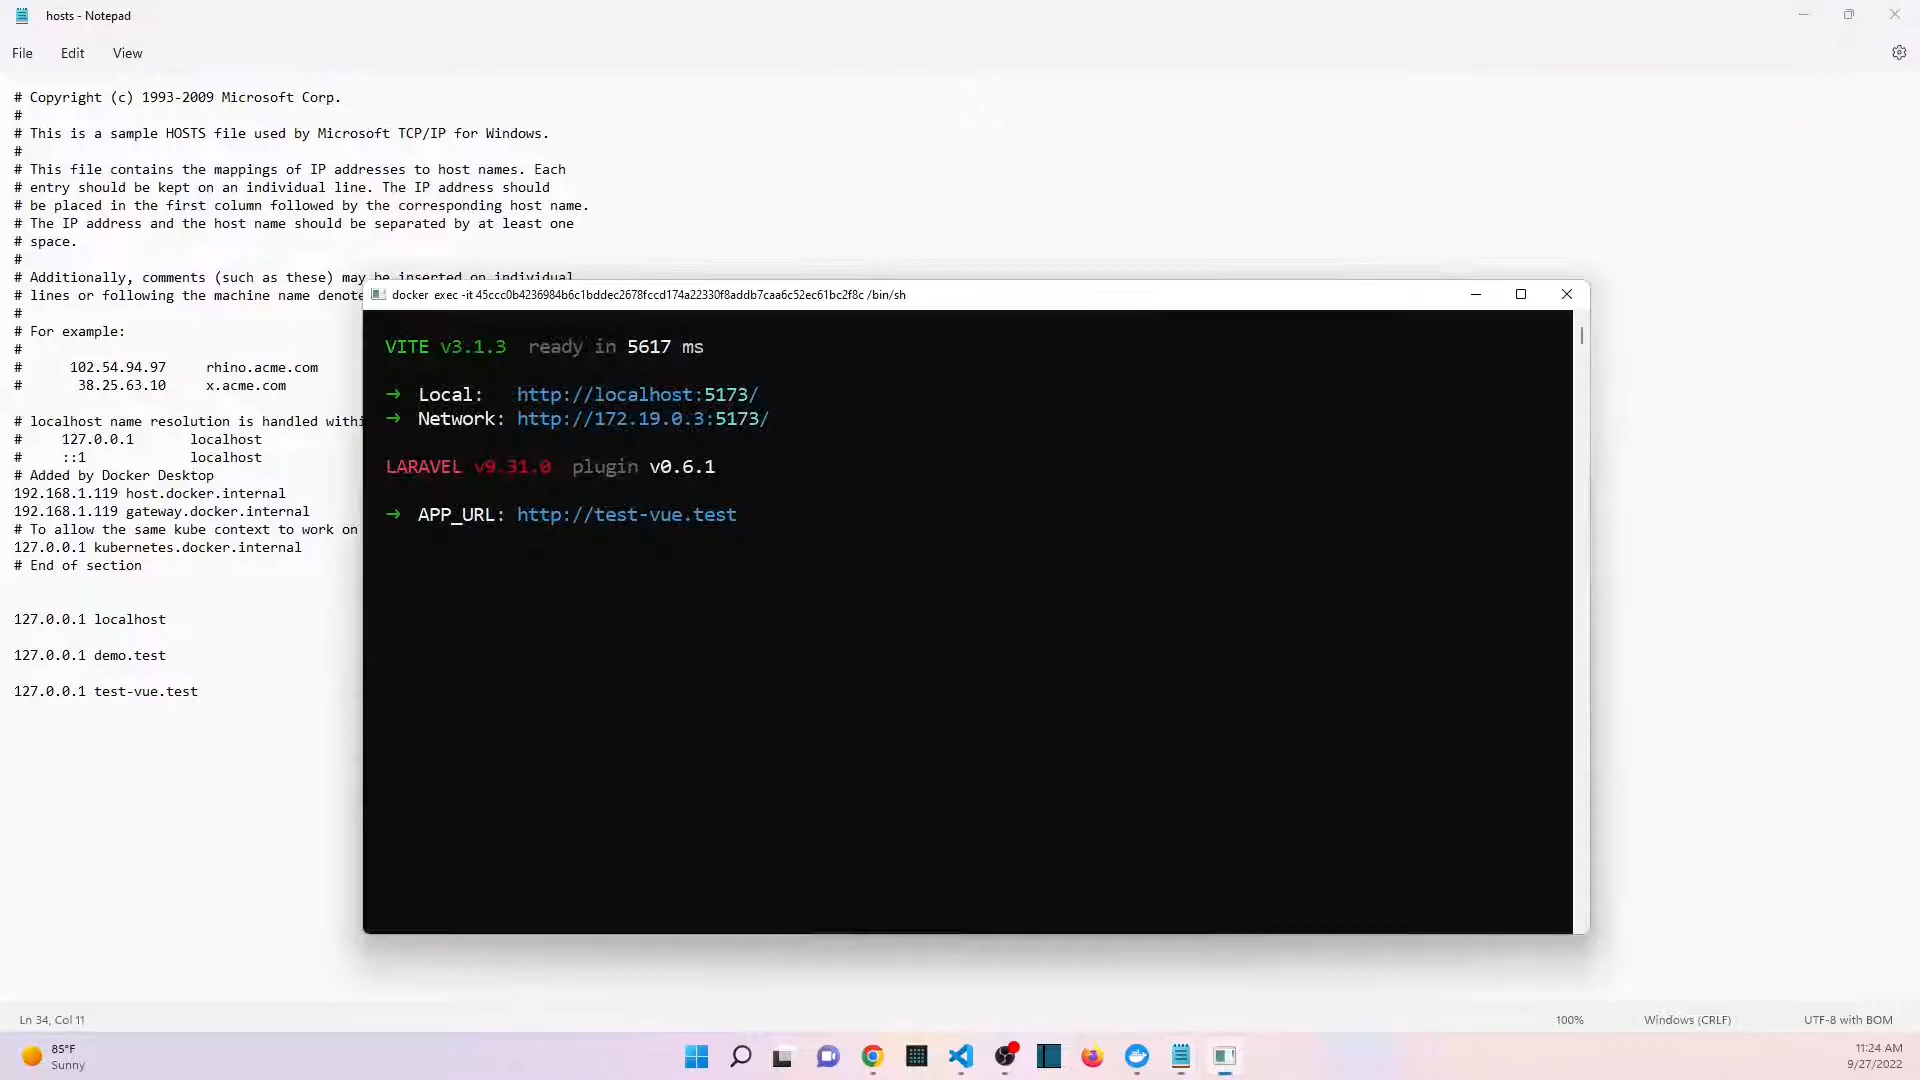 hosts - Notepad
File Edit View
# Copyright (c) 1993-2009 Microsoft Corp.
#
# This is a sample HOSTS file used by Microsoft TCP/IP for Windows.
#
# This file contains the mappings of IP addresses to host names. Each
# entry should be kept on an individual line. The IP address should
# be placed in the first column followed by the corresponding host name.
# The IP address and the host name should be separated by at least one
# space.
#
# Additionally, comments (such as these) may be inserted on individual
# lines or following the machine name denote
#
# For example:
#
# 102.54.94.97 rhino.acme.com
# 38.25.63.10 x.acme.com
# localhost name resolution is handled withi
# 127.0.0.1 localhost
# ::1 localhost
# Added by Docker Desktop
192.168.1.119 host.docker.internal
192.168.1.119 gateway.docker.internal
# To allow the same kube context to work on
127.0.0.1 kubernetes.docker.internal
# End of section
127.0.0.1 localhost
127.0.0.1 demo.test
127.0.0.1 test-vue.test
docker exec -it 45ccc0b4236984b6c1bddec2678fccd174a22330f8addb7caa6c52ec61bc2f8c /bin/sh
VITE v3.1.3 ready in 5617 ms
➜ Local: http://localhost:5173/
➜ Network: http://172.19.0.3:5173/
LARAVEL v9.31.0 plugin v0.6.1
➜ APP_URL: http://test-vue.test
Ln 34, Col 11
100%
Windows (CRLF)
UTF-8 with BOM
85°F
Sunny
11:24 AM
9/27/2022